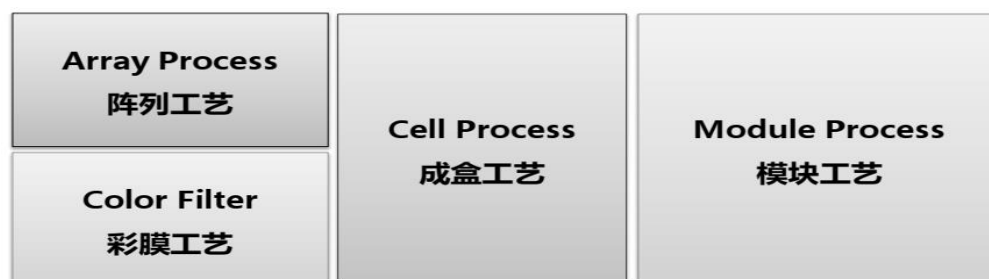 Array Process
阵列工艺
Color Filter
彩膜工艺
Cell Process
成盒工艺
Module Process
模块工艺